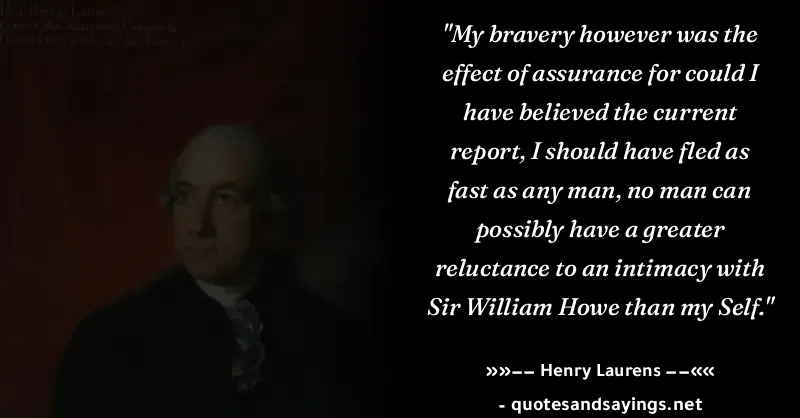 "My bravery however was the
effect of assurance for could I
have believed the current
report, I should have fled as
fast as any man, no man can
possibly have a greater
reluctance to an intimacy with
Sir William Howe than my Self."
»»—— Henry Laurens ——««
- quotesandsayings.net